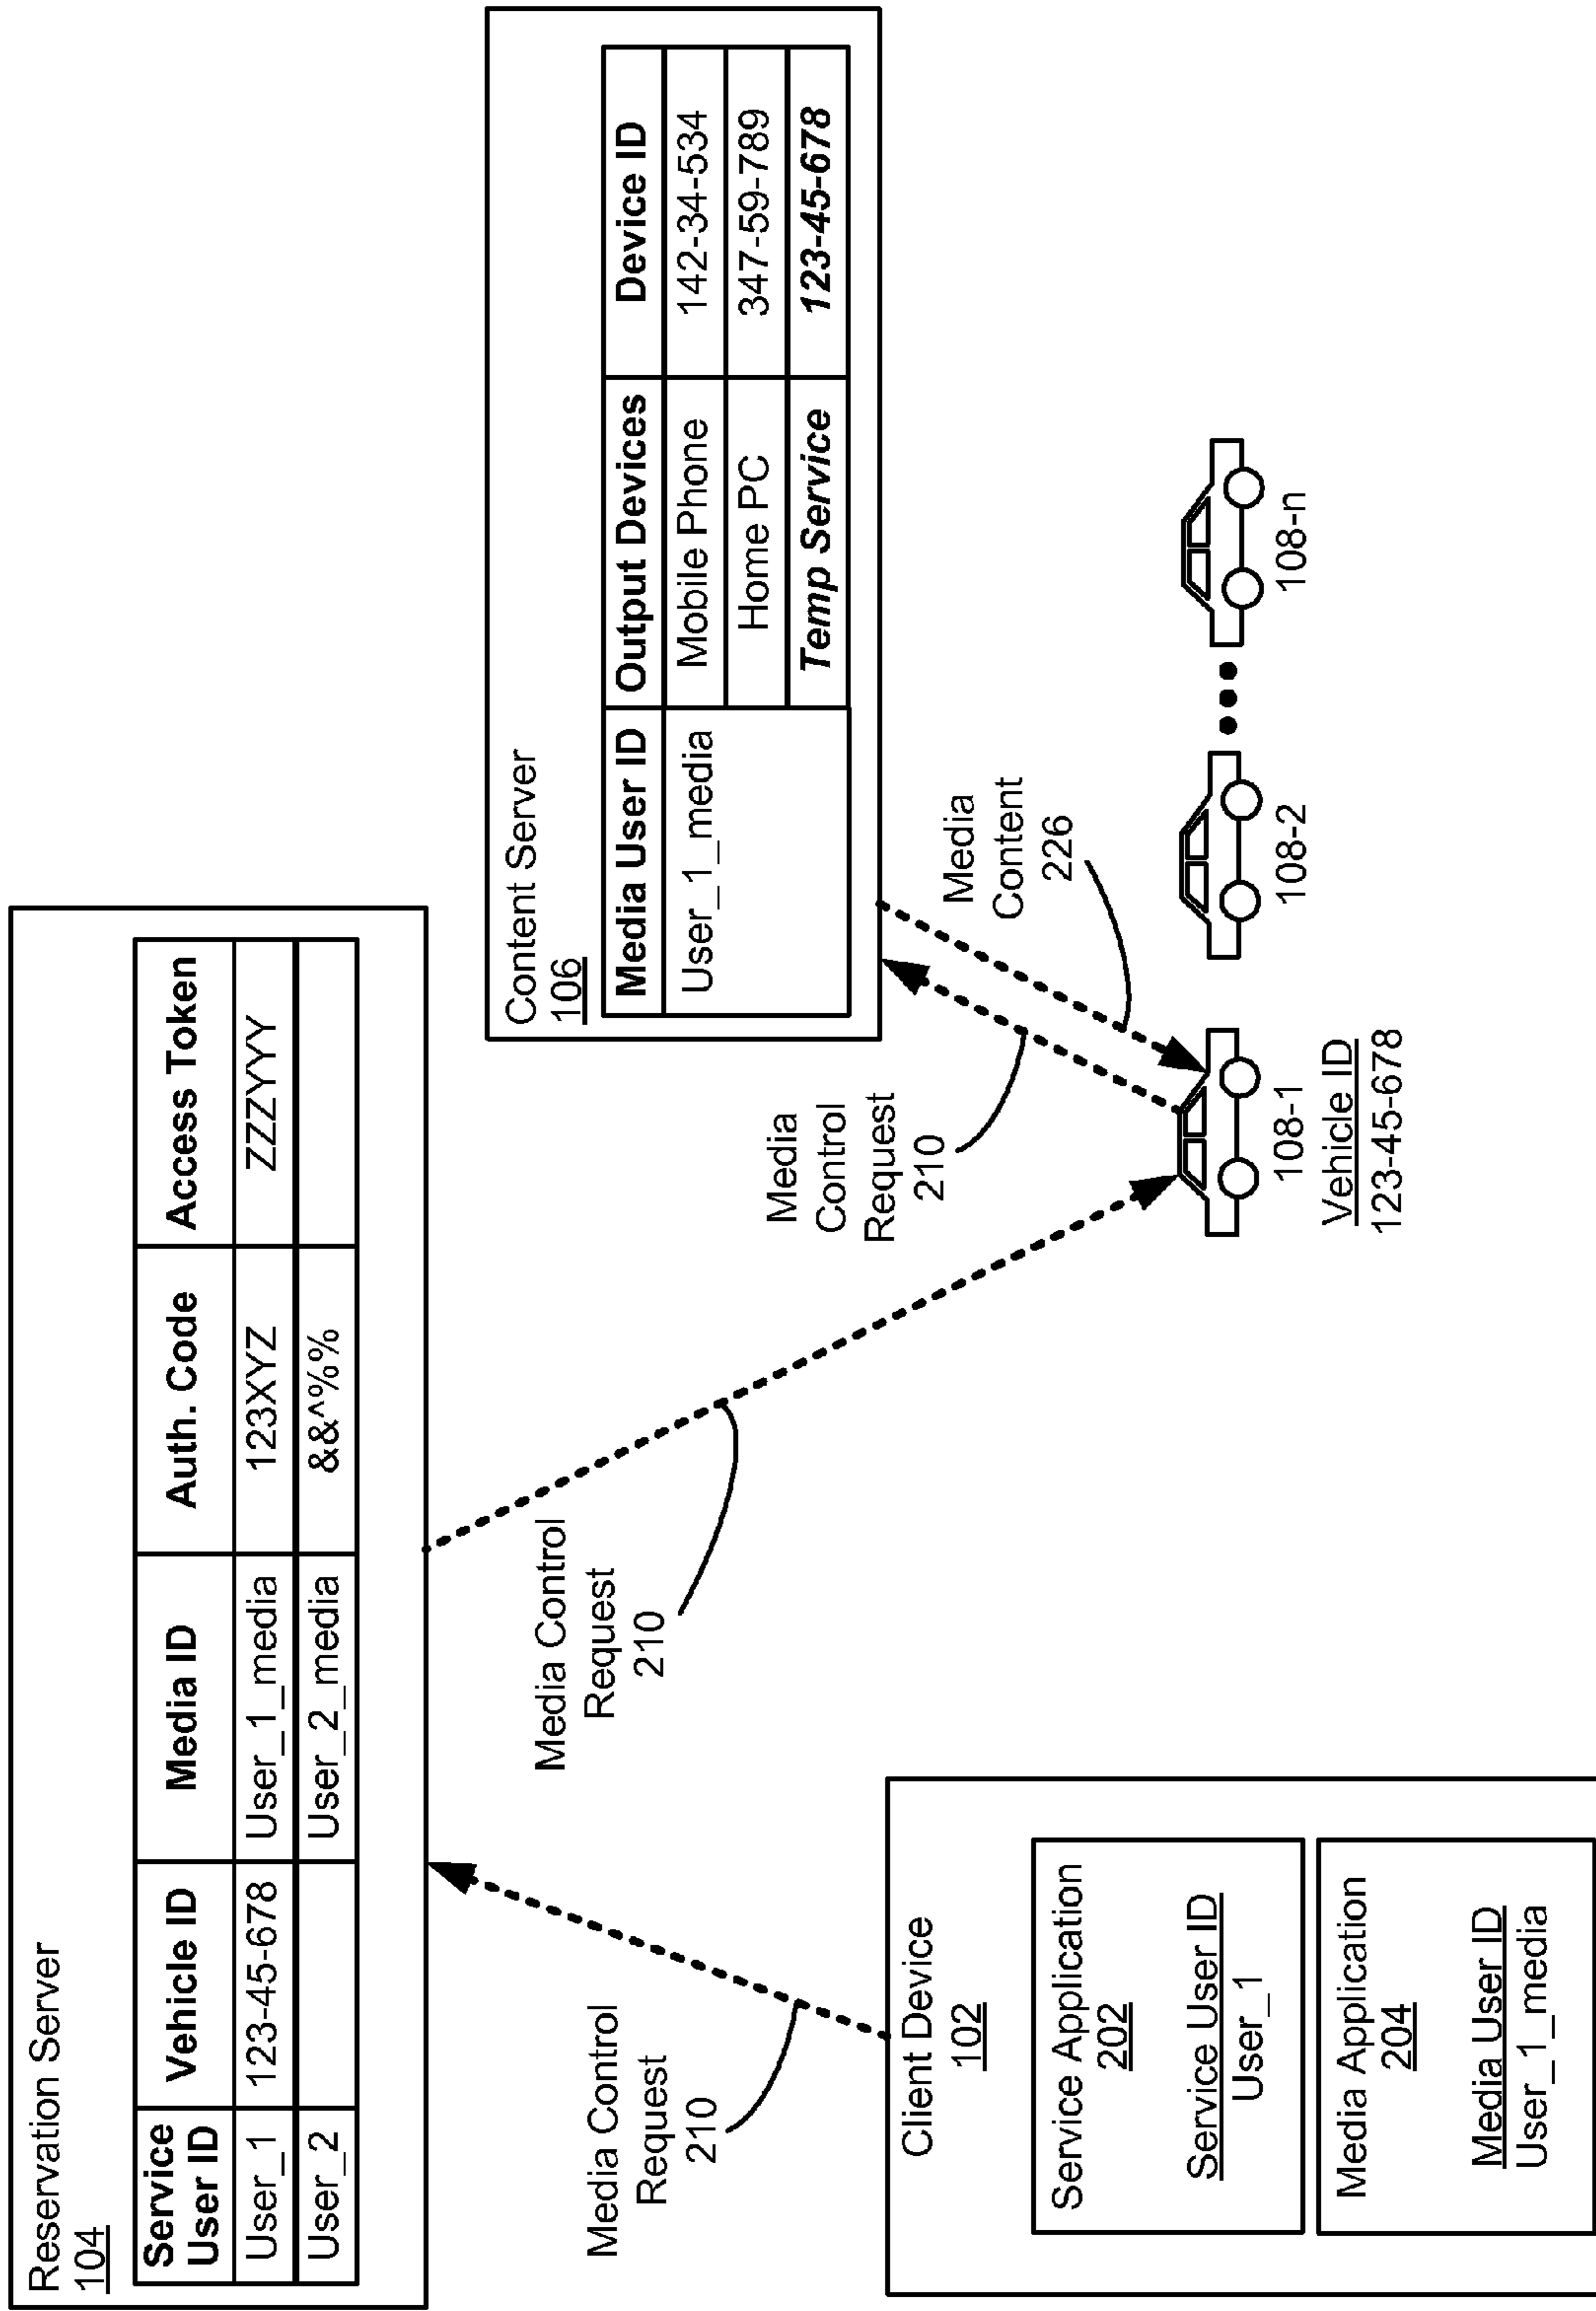 Reservation Server
104
Service User ID Vehicle ID Media ID Auth. Code Access Token
User_1 123-45-678 User_1_media 123XYZ ZZZYYY
User_2 User_2_media &&^%%
Content Server
106
Media User ID Output Devices Device ID
User_1_media Mobile Phone 142-34-534
Home PC 347-59-789
Temp Service 123-45-678
Media Control
Request
210
Media Control
Request
210
Media
Control
Request
210
Media
Content
226
Client Device
102
Service Application
202
Service User ID
User_1
Media Application
204
Media User ID
User_1_media
108-1
Vehicle ID
123-45-678
108-2
108-n